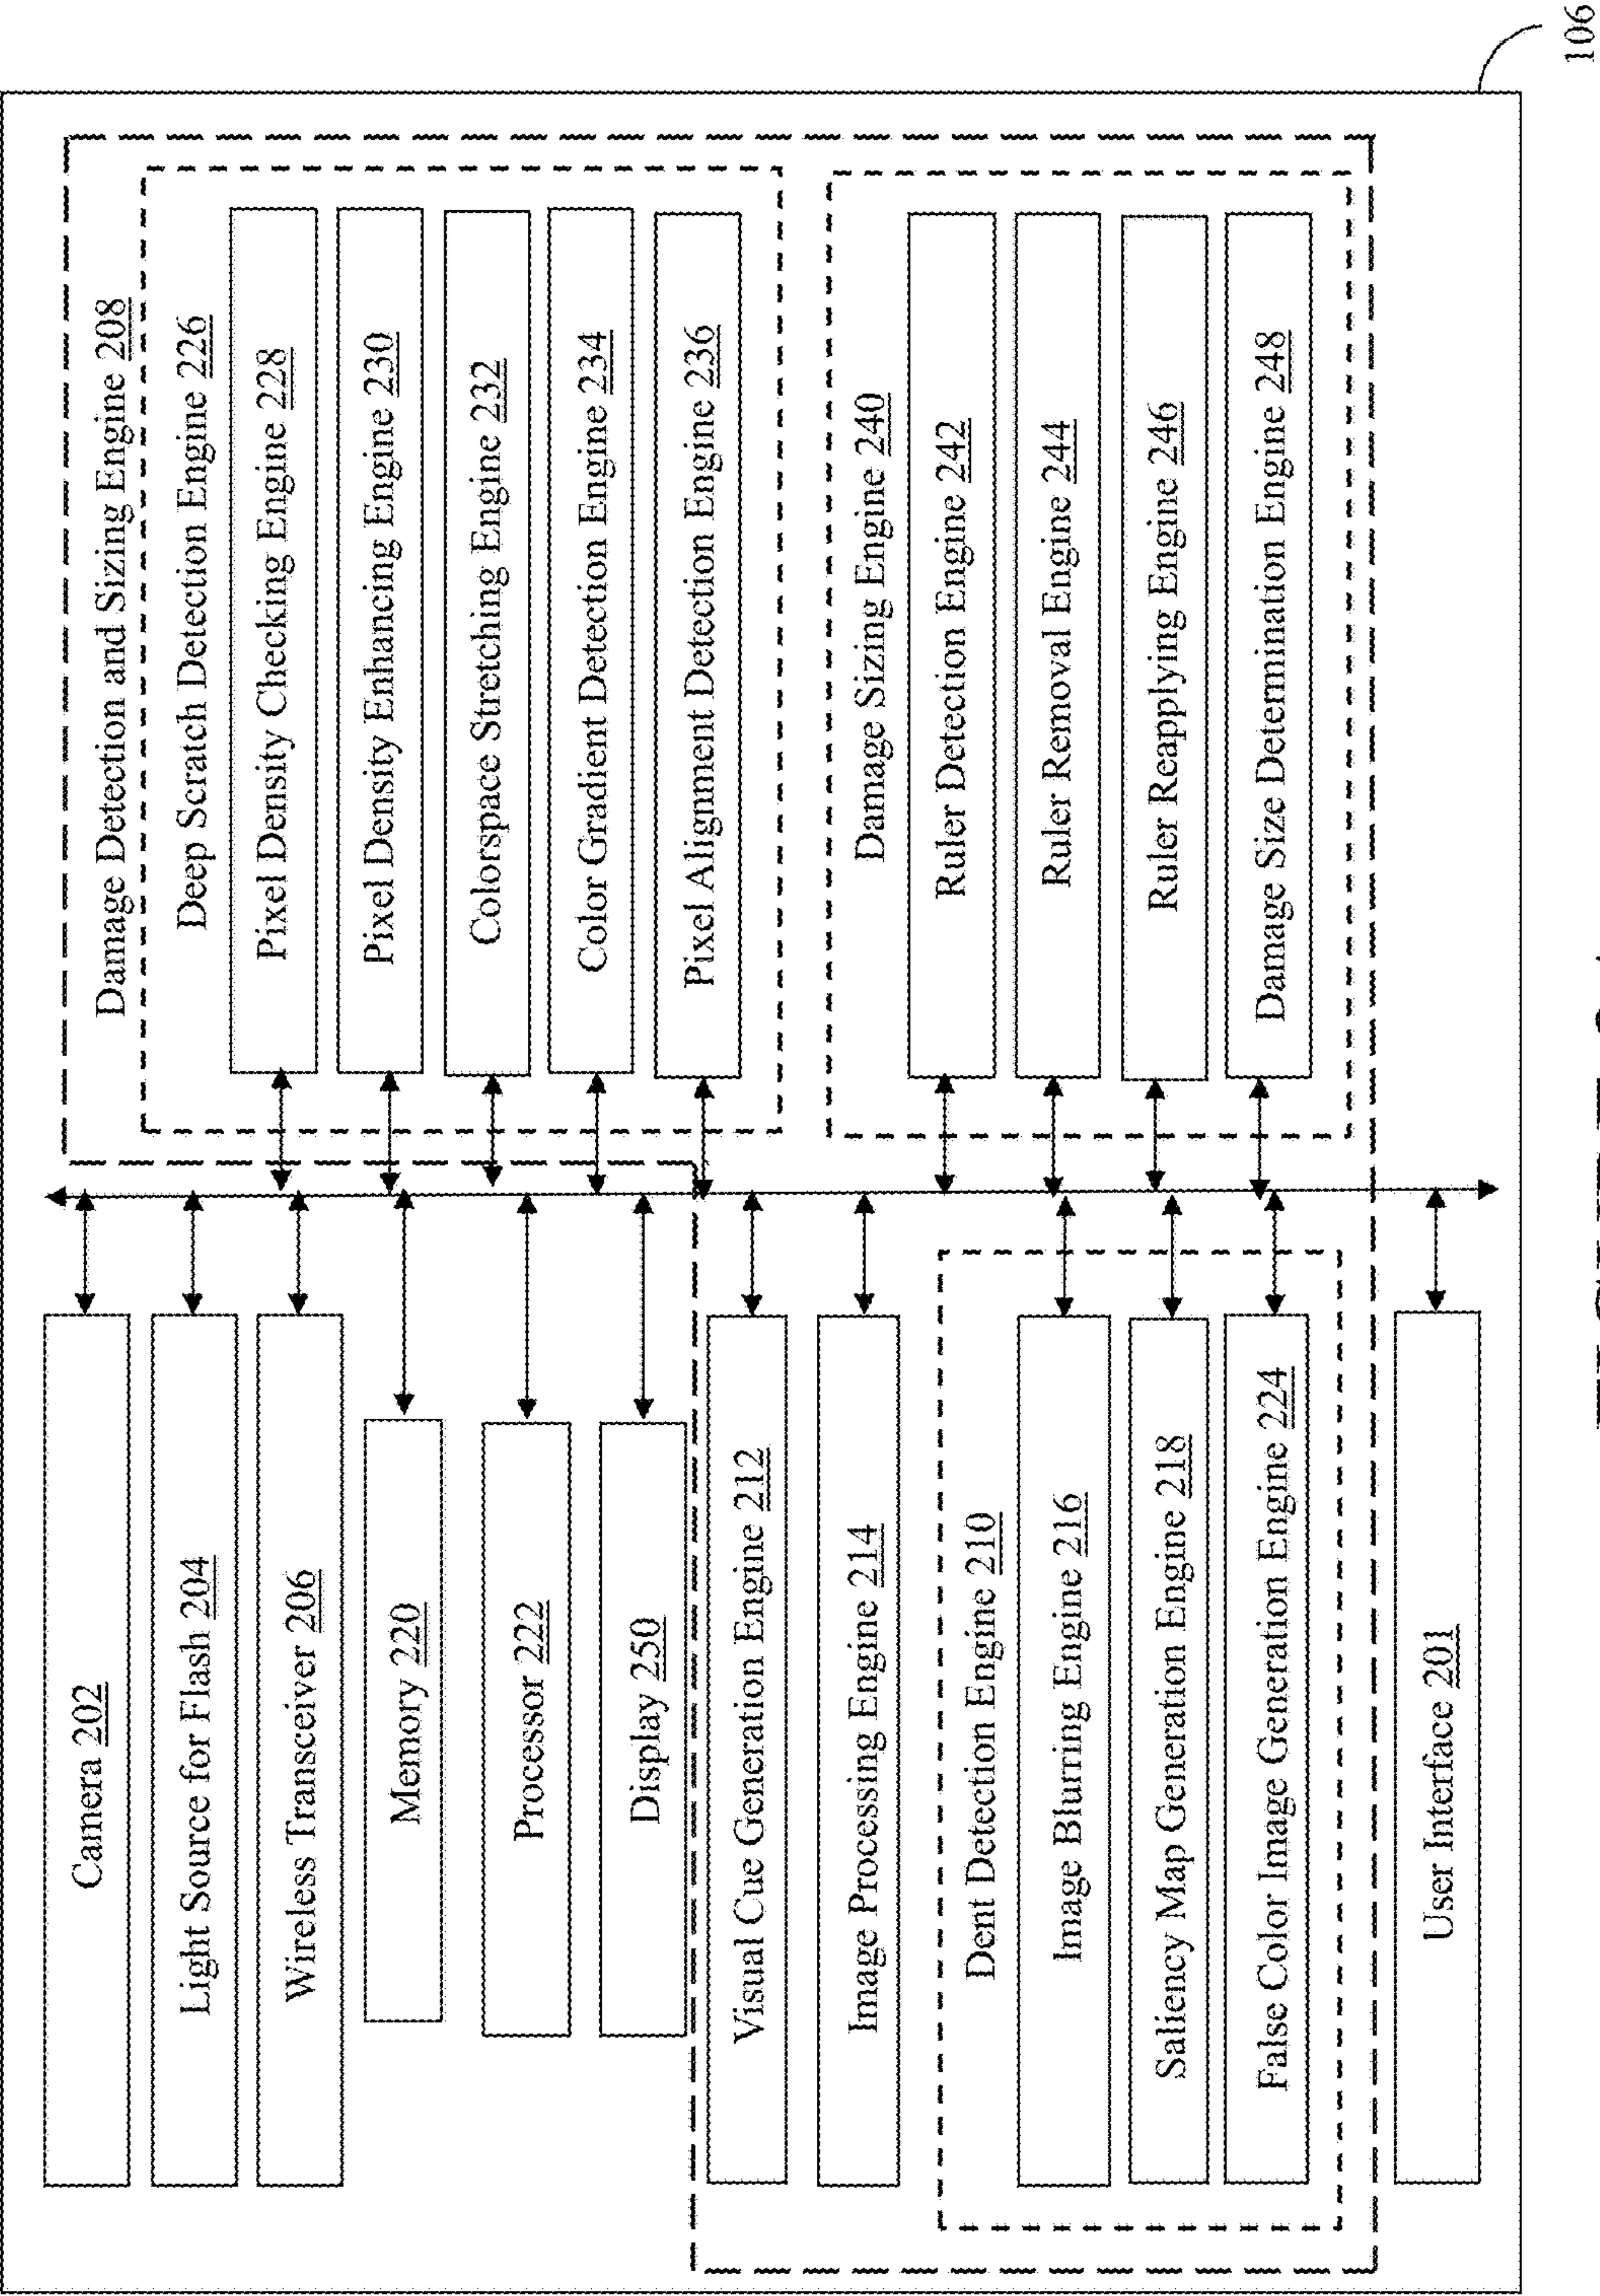 106
Camera 202
Light Source for Flash 204
Wireless Transceiver 206
Memory 220
Processor 222
Display 250
Visual Cue Generation Engine 212
Image Processing Engine 214
Dent Detection Engine 210
Image Blurring Engine 216
Saliency Map Generation Engine 218
False Color Image Generation Engine 224
User Interface 201
Damage Detection and Sizing Engine 208
Deep Scratch Detection Engine 226
Pixel Density Checking Engine 228
Pixel Density Enhancing Engine 230
Colorspace Stretching Engine 232
Color Gradient Detection Engine 234
Pixel Alignment Detection Engine 236
Damage Sizing Engine 240
Ruler Detection Engine 242
Ruler Removal Engine 244
Ruler Reapplying Engine 246
Damage Size Determination Engine 248